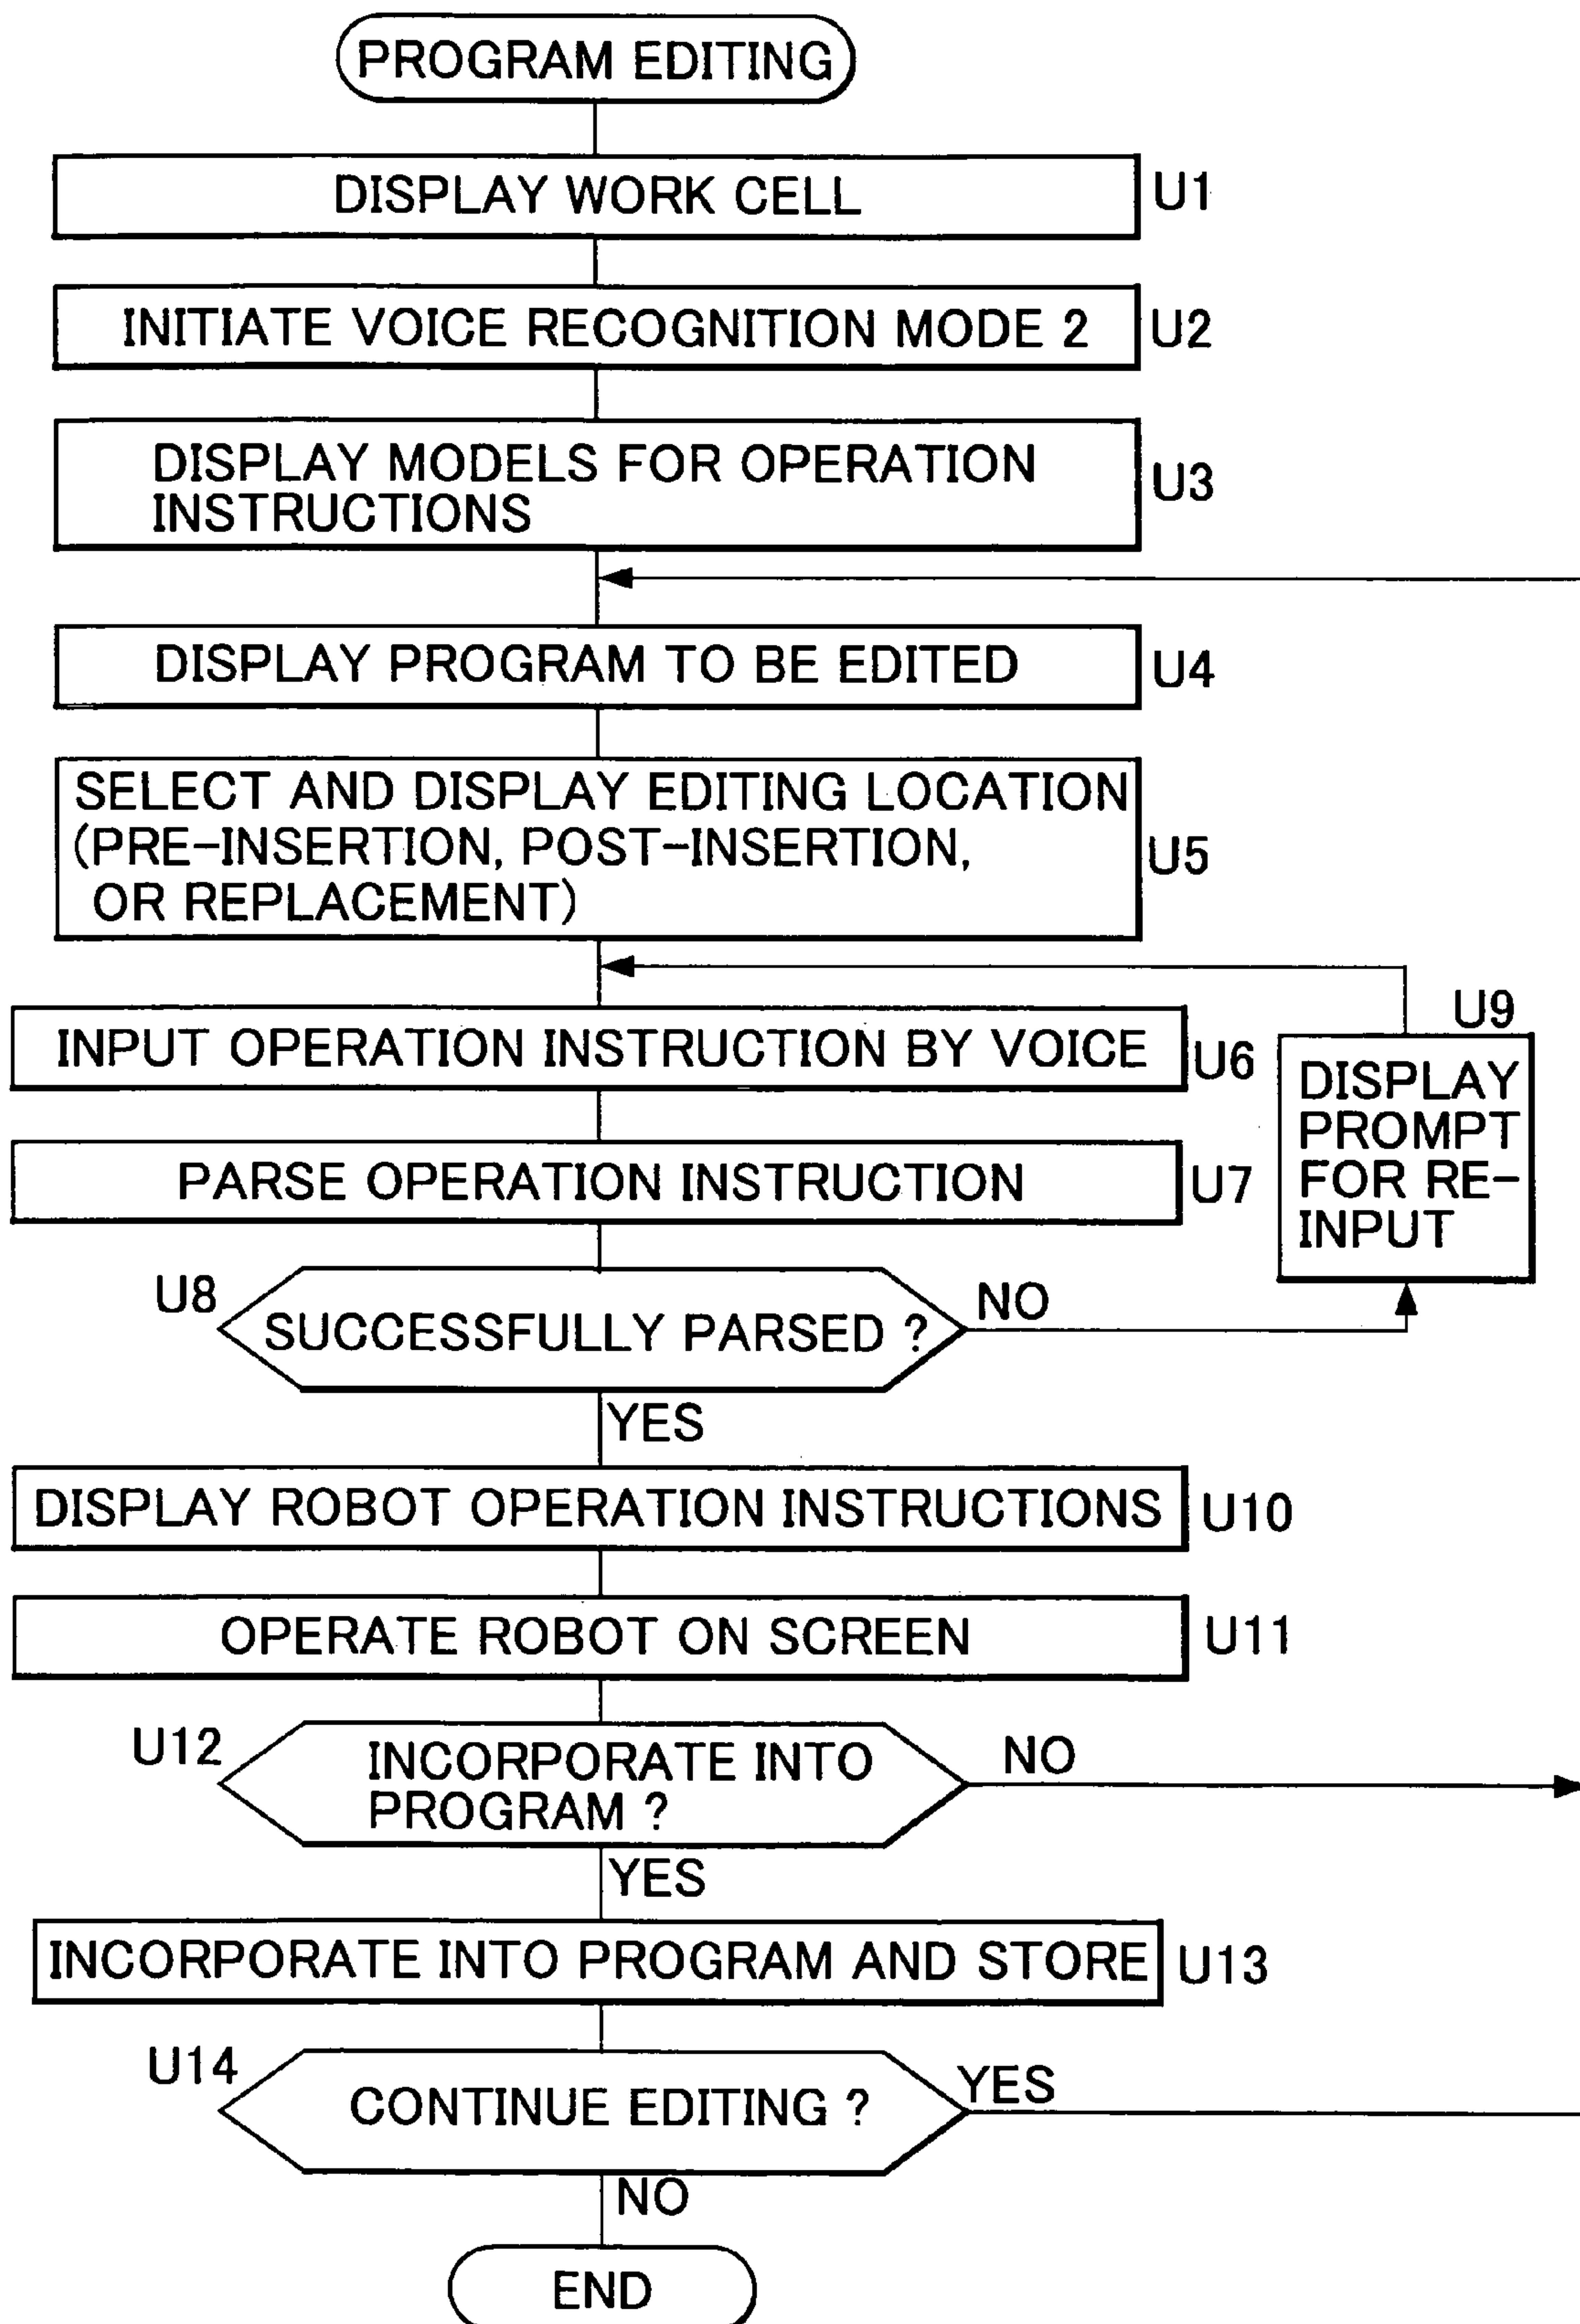 PROGRAM EDITING
DISPLAY WORK CELL
U1
INITIATE VOICE RECOGNITION MODE 2
U2
DISPLAY MODELS FOR OPERATION
INSTRUCTIONS
U3
DISPLAY PROGRAM TO BE EDITED
U4
SELECT AND DISPLAY EDITING LOCATION
(PRE-INSERTION, POST-INSERTION,
OR REPLACEMENT)
U5
INPUT OPERATION INSTRUCTION BY VOICE
U6
U9
DISPLAY
PROMPT
FOR RE-
INPUT
PARSE OPERATION INSTRUCTION
U7
U8
SUCCESSFULLY PARSED ?
NO
YES
DISPLAY ROBOT OPERATION INSTRUCTIONS
U10
OPERATE ROBOT ON SCREEN
U11
U12
INCORPORATE INTO
PROGRAM ?
NO
YES
INCORPORATE INTO PROGRAM AND STORE
U13
U14
CONTINUE EDITING ?
YES
NO
END